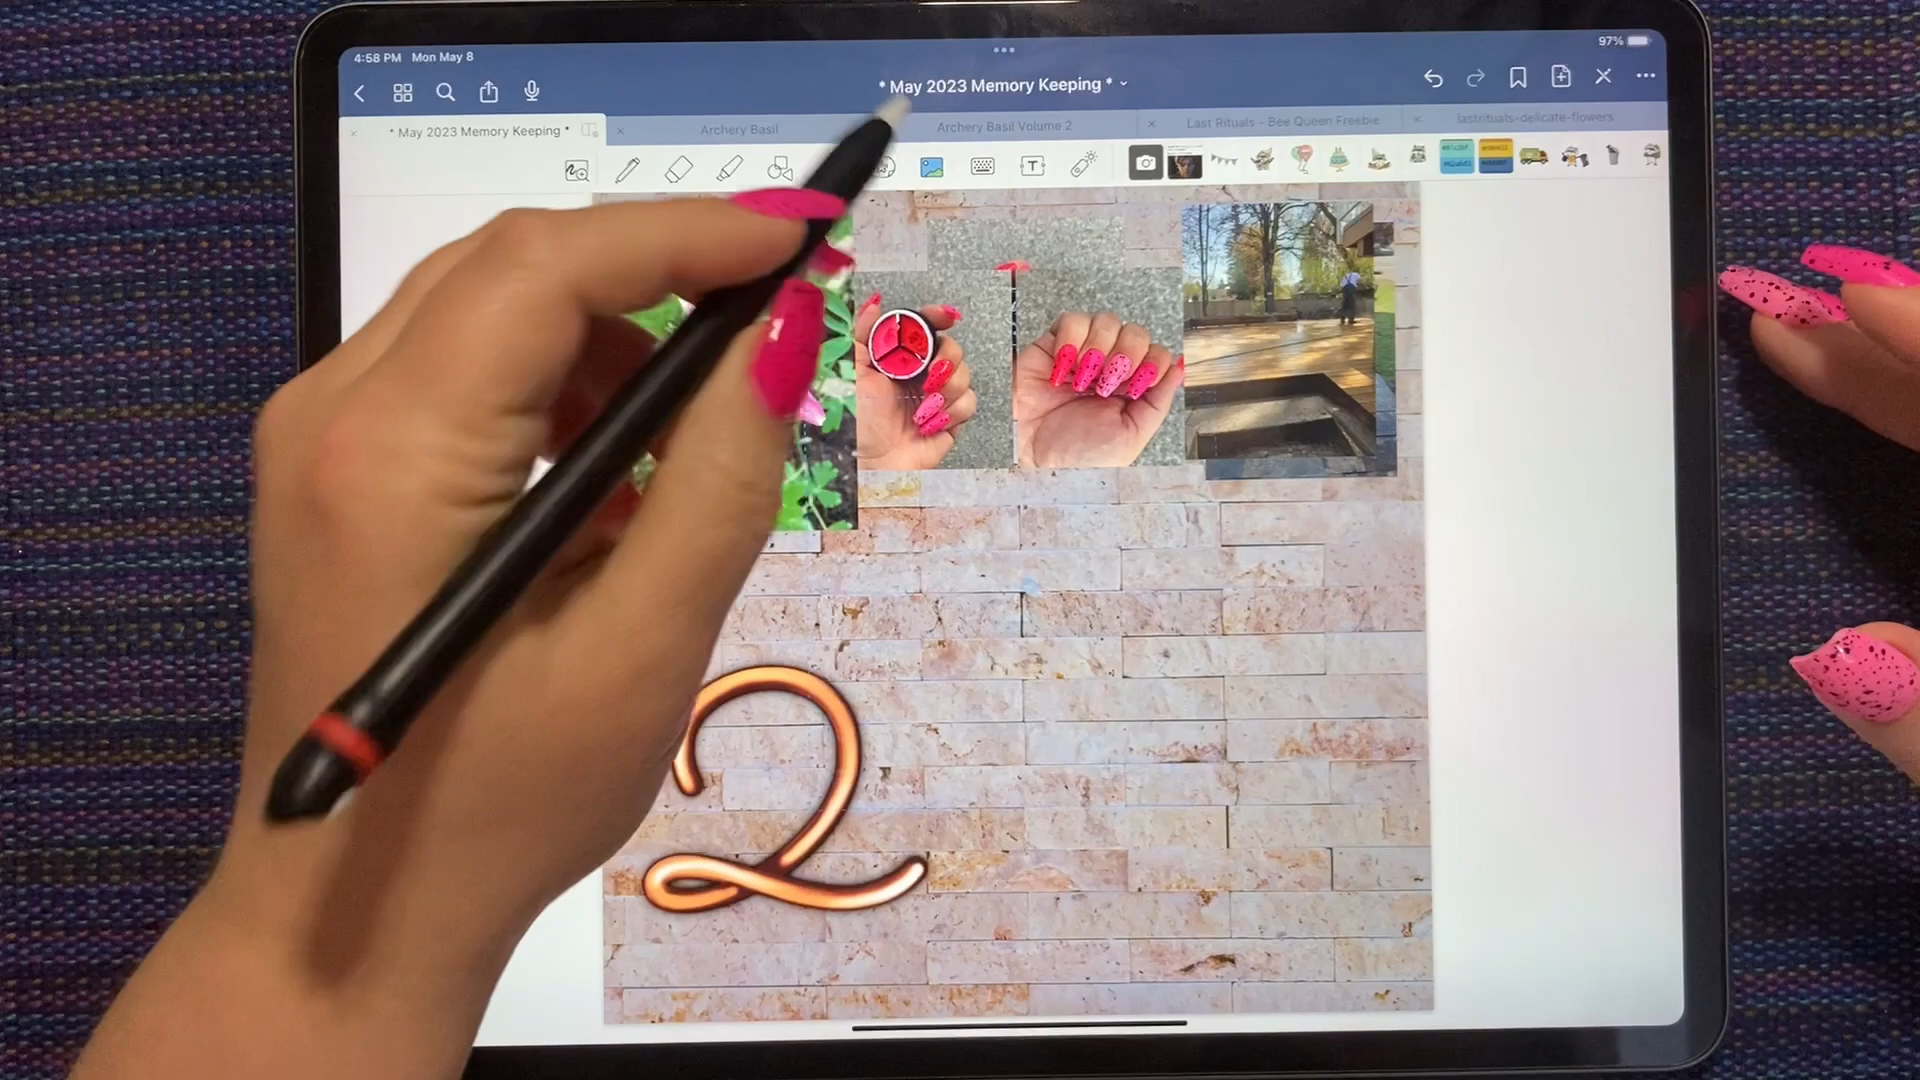 4:58 PM Mon May 8
97%
* May 2023 Memory Keeping *
* May 2023 Memory Keeping *
Archery Basil
Archery Basil Volume 2
Last Rituals - Bee Queen Freebie
lastrituals-delicate-flowers
T
2